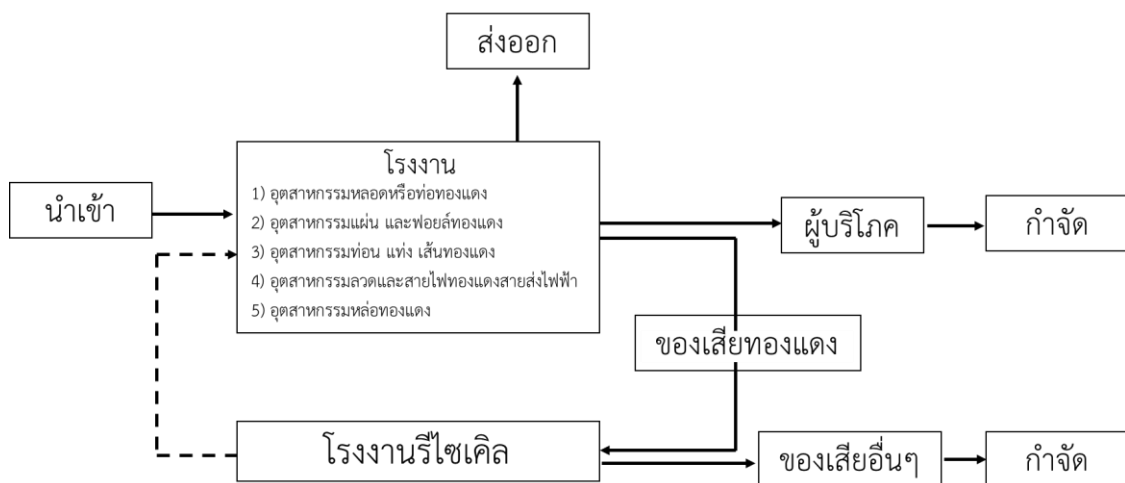 ส่งออก
โรงงาน
1) อุตสาหกรรมหลอดหรือท่อทองแดง
2) อุตสาหกรรมแผ่น และฟอยล์ทองแดง
3) อุตสาหกรรมท่อน แท่ง เส้นทองแดง
4) อุตสาหกรรมลวดและสายไฟทองแดงสายส่งไฟฟ้า
5) อุตสาหกรรมหล่อทองแดง
นำเข้า
ผู้บริโภค
กำจัด
ของเสียทองแดง
โรงงานรีไซเคิล
ของเสียอื่นๆ
กำจัด